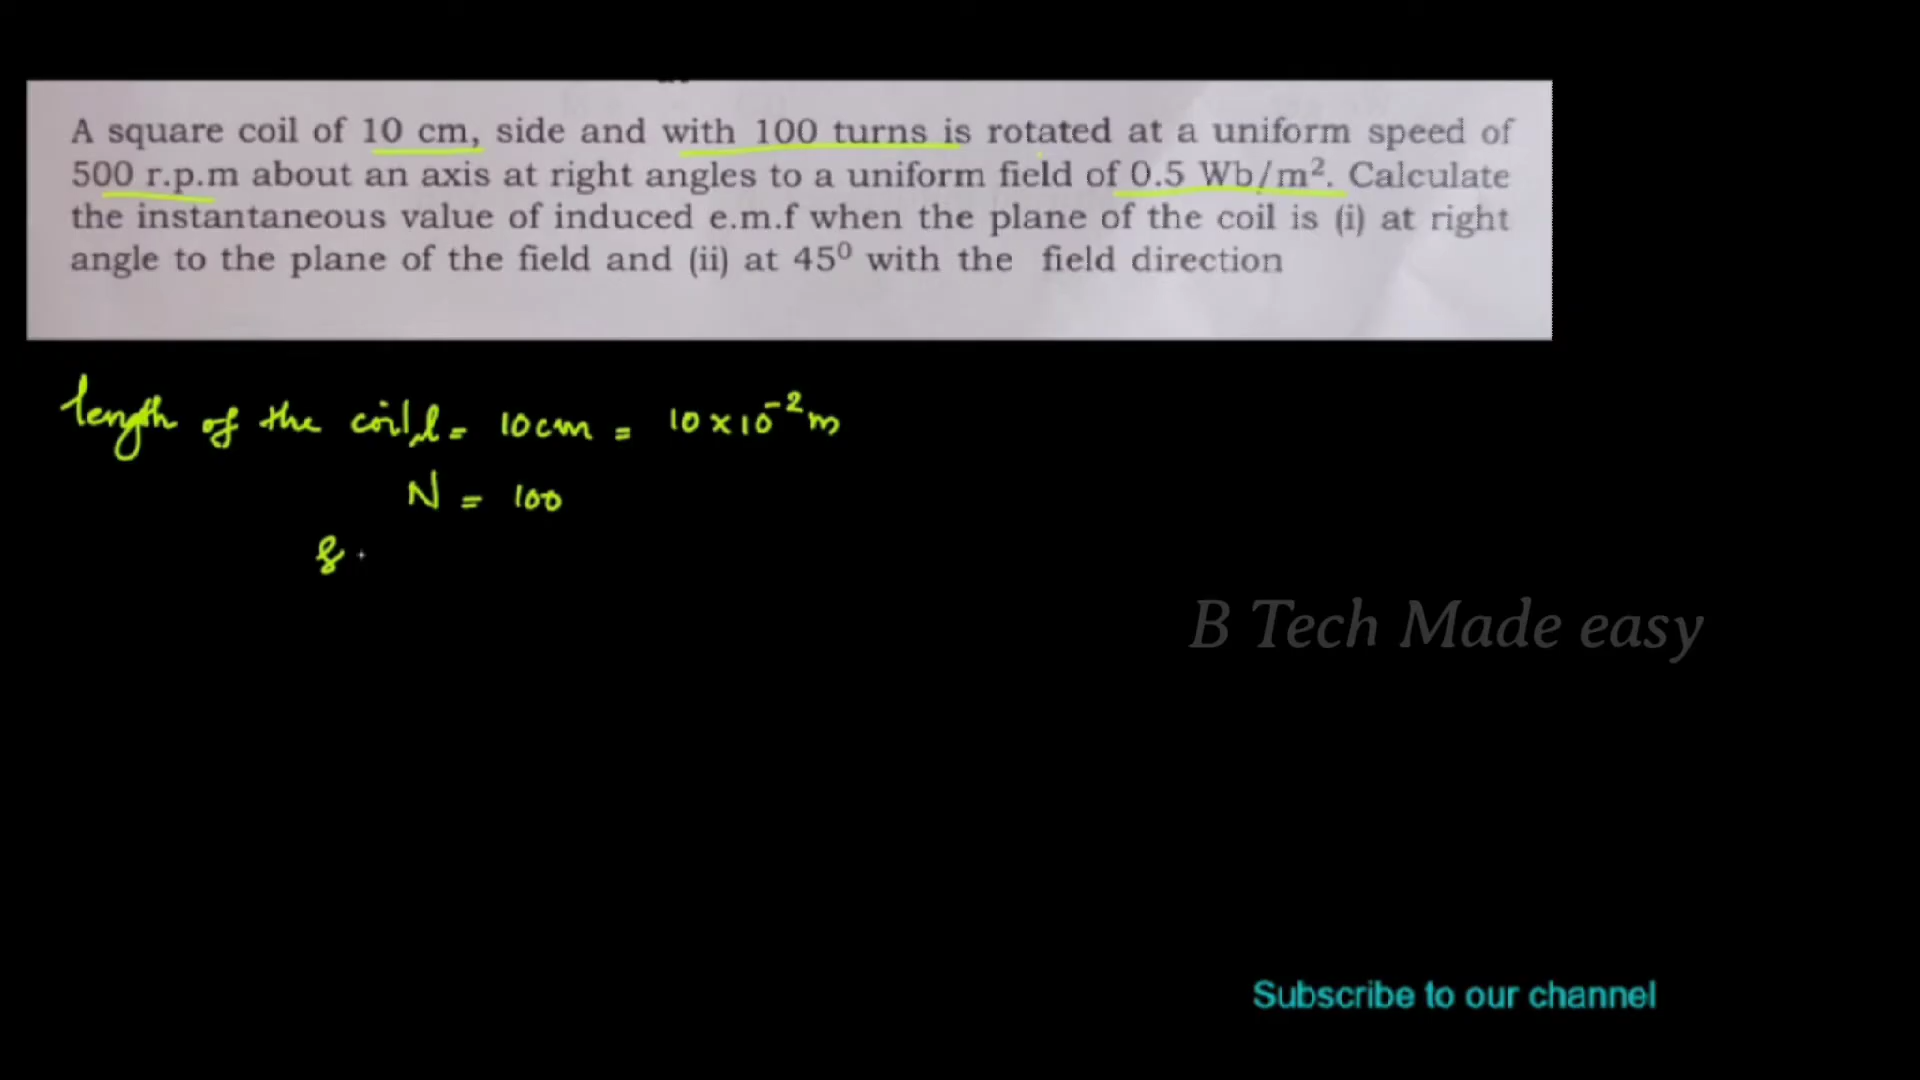 A square coil of 10 cm, side and with 100 turns is rotated at a uniform speed of
500 r.p.m about an axis at right angles to a uniform field of 0.5 Wb/m². Calculate
the instantaneous value of induced e.m.f when the plane of the coil is (i) at right
angle to the plane of the field and (ii) at 45⁰ with the field direction
length of the coil, l = 10cm = 10 × 10⁻² m
N = 100
B Tech Made easy
Subscribe to our channel